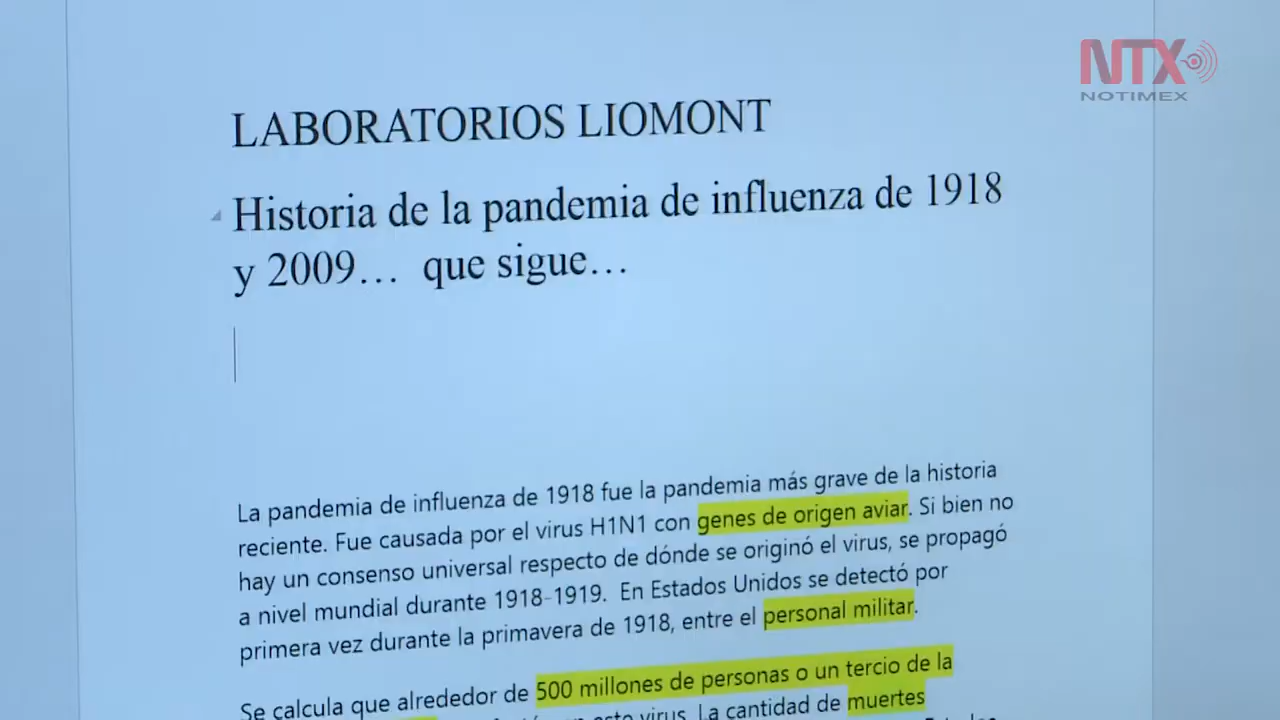 NTX
NOTIMEX
LABORATORIOS LIOMONT
Historia de la pandemia de influenza de 1918
y 2009... que sigue...
La pandemia de influenza de 1918 fue la pandemia más grave de la historia
reciente. Fue causada por el virus H1N1 con genes de origen aviar. Si bien no
hay un consenso universal respecto de dónde se originó el virus, se propagó
a nivel mundial durante 1918-1919. En Estados Unidos se detectó por
primera vez durante la primavera de 1918, entre el personal militar.
Se calcula que alrededor de 500 millones de personas o un tercio de la
este virus. La cantidad de muertes